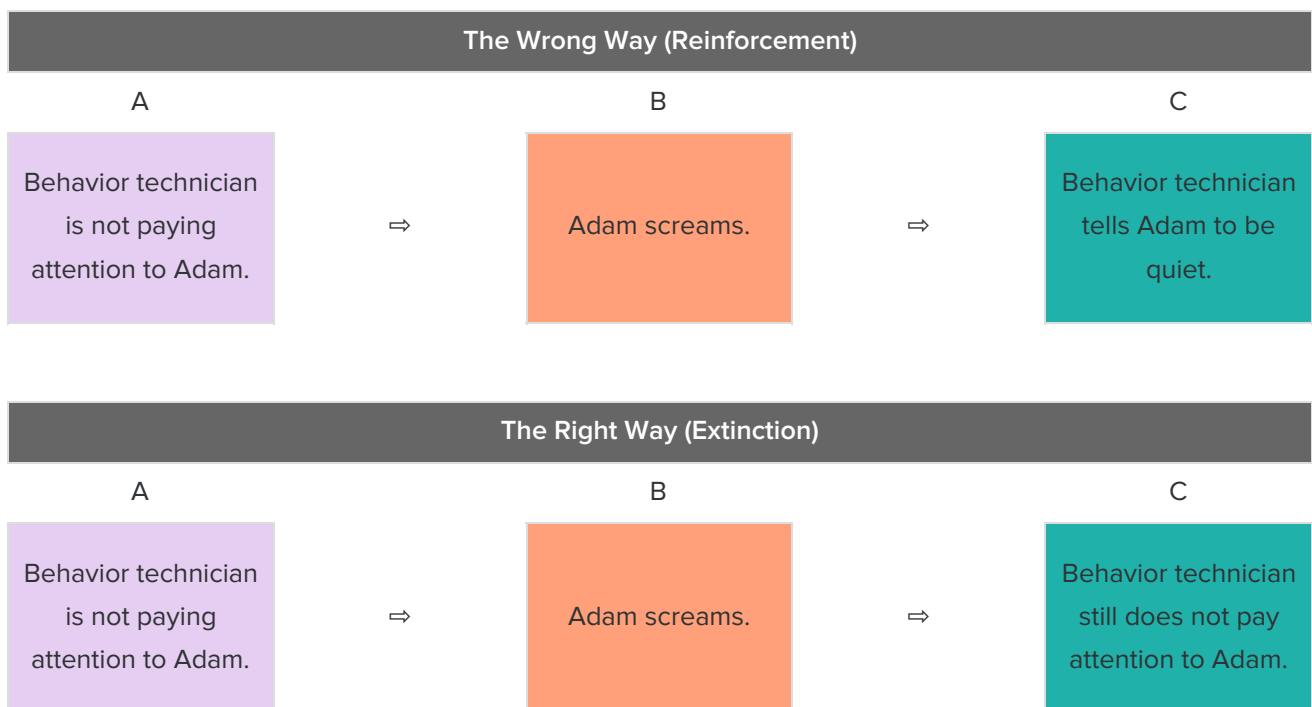 The Wrong Way (Reinforcement)
A B C
Behavior technician
is not paying
attention to Adam.
⇨
Adam screams.
⇨
Behavior technician
tells Adam to be
quiet.
The Right Way (Extinction)
A B C
Behavior technician
is not paying
attention to Adam.
⇨
Adam screams.
⇨
Behavior technician
still does not pay
attention to Adam.